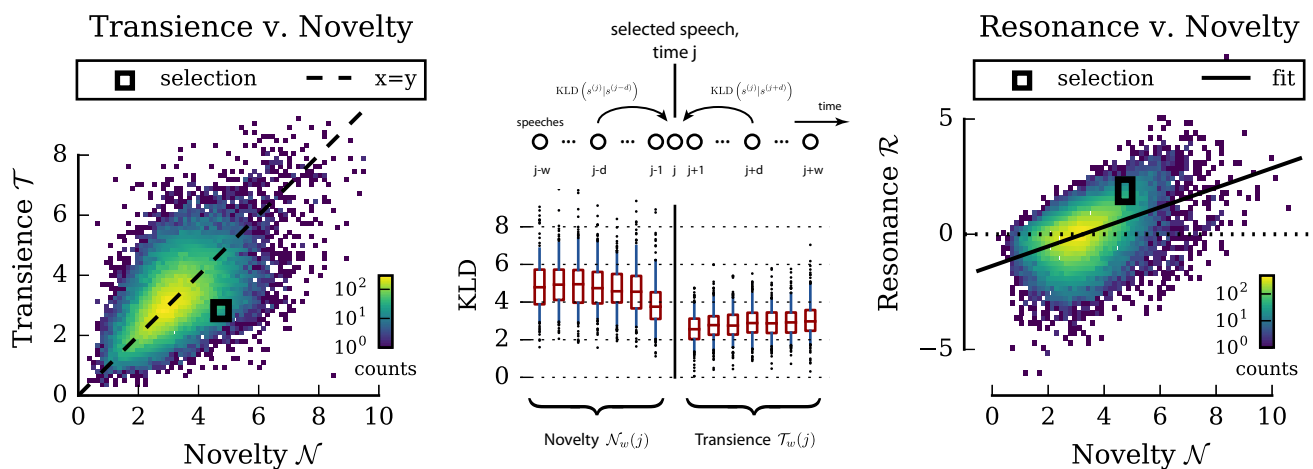 Transience v. Novelty
selection x=y
Transience 𝒯
8
6
4
2
0
0 2 4 6 8 10
Novelty 𝒩
10²
10¹
10⁰
counts
selected speech,
time j
KLD (s⁽ʲ⁾|s⁽ʲ⁻ᵈ⁾) KLD (s⁽ʲ⁾|s⁽ʲ⁺ᵈ⁾)
time
speeches
... ... ... ...
j-w j-d j-1 j j+1 j+d j+w
KLD
8
6
4
2
0
Novelty 𝒩w(j) Transience 𝒯w(j)
Resonance v. Novelty
selection fit
Resonance ℛ
5
0
−5
0 2 4 6 8 10
Novelty 𝒩
10²
10¹
10⁰
counts